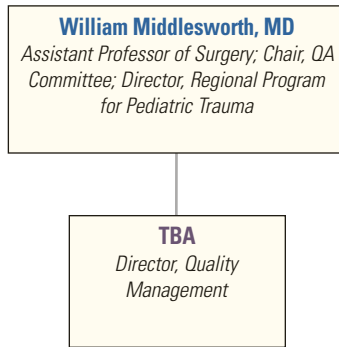 William Middlesworth, MD
Assistant Professor of Surgery; Chair, QA
Committee; Director, Regional Program
for Pediatric Trauma
TBA
Director, Quality
Management